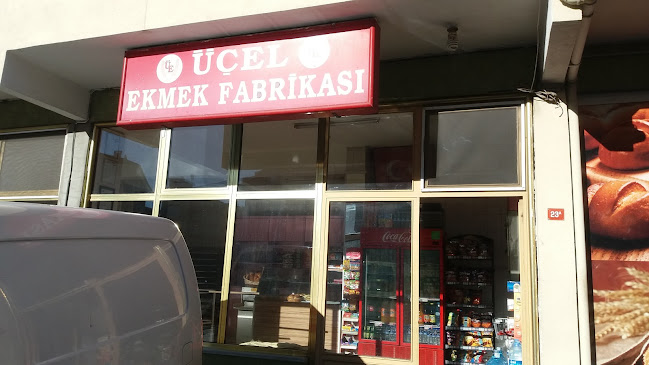 ÜÇEL
EKMEK FABRİKASI
Coca-Cola
23